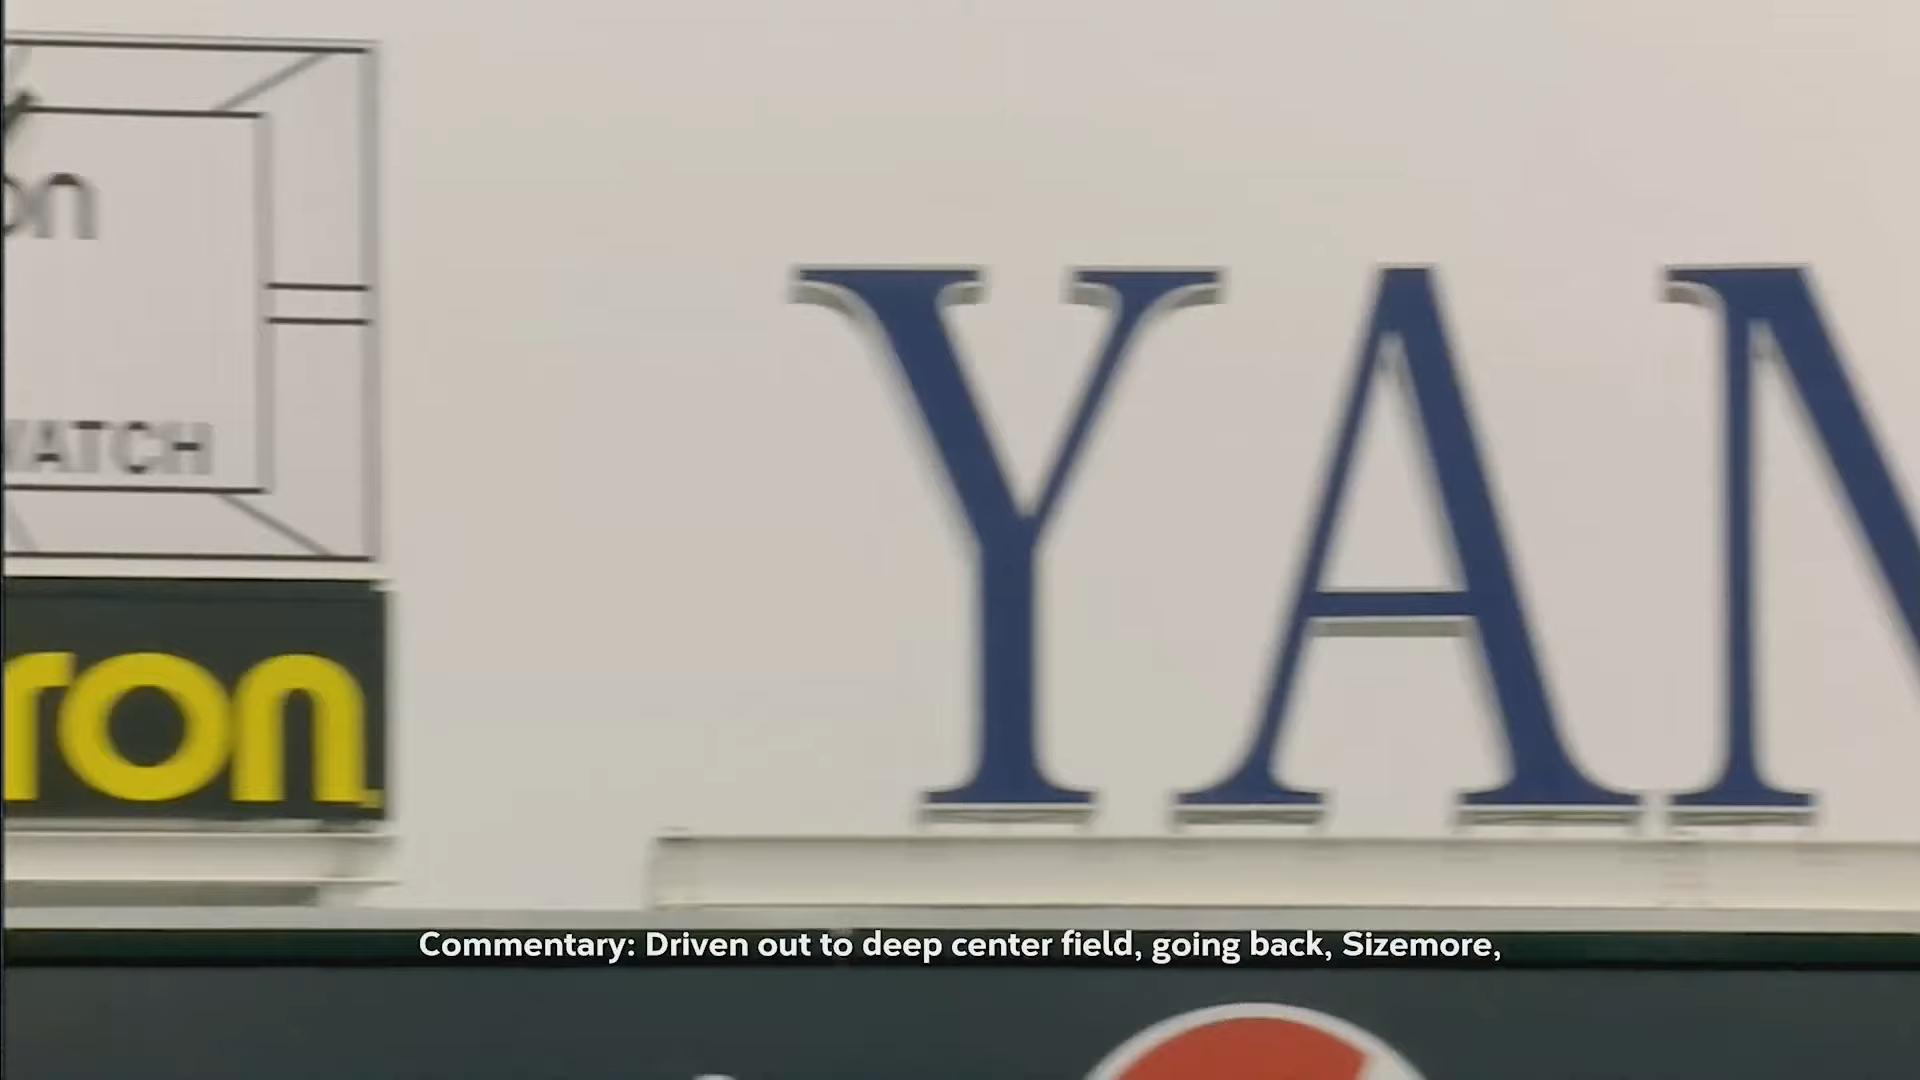 on
WATCH
YAN
ron
Commentary: Driven out to deep center field, going back, Sizemore,